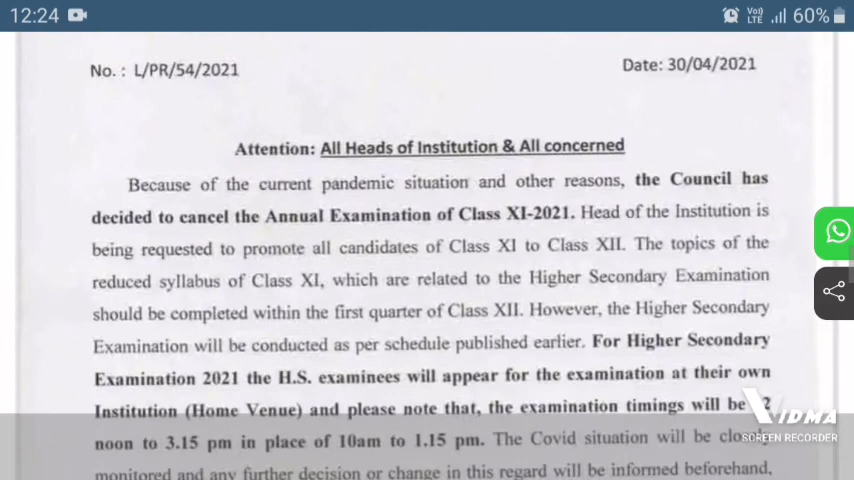 12:24
Vo))
LTE
60%
No. : L/PR/54/2021
Date: 30/04/2021
Attention: All Heads of Institution & All concerned
Because of the current pandemic situation and other reasons, the Council has
decided to cancel the Annual Examination of Class XI-2021. Head of the Institution is
being requested to promote all candidates of Class XI to Class XII. The topics of the
reduced syllabus of Class XI, which are related to the Higher Secondary Examination
should be completed within the first quarter of Class XII. However, the Higher Secondary
Examination will be conducted as per schedule published earlier. For Higher Secondary
Examination 2021 the H.S. examinees will appear for the examination at their own
Institution (Home Venue) and please note that, the examination timings will be
noon to 3.15 pm in place of 10am to 1.15 pm. The Covid situation will be closely
monitored and any further decision or change in this regard will be informed beforehand,
VIDMA
SCREEN RECORDER